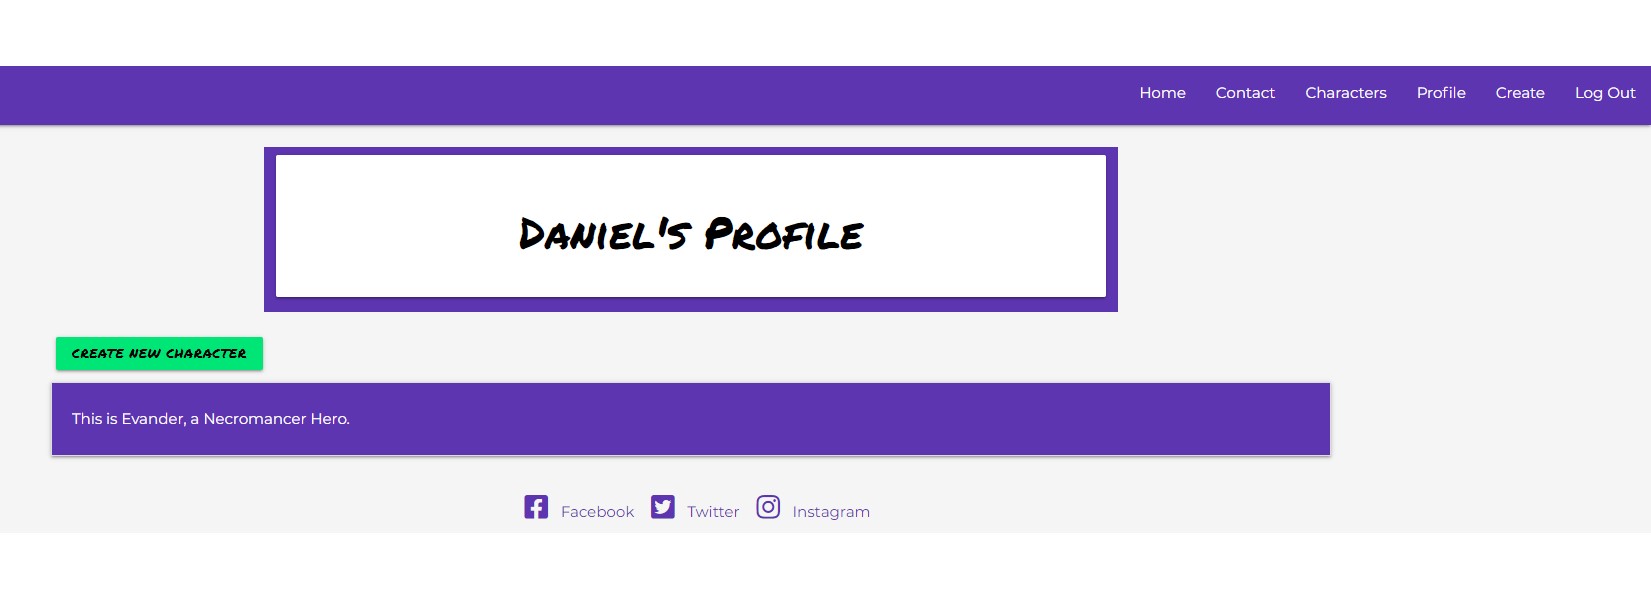 Home Contact Characters Profile Create Log Out
Daniel's Profile
CREATE NEW CHARACTER
This is Evander, a Necromancer Hero.
Facebook Twitter Instagram